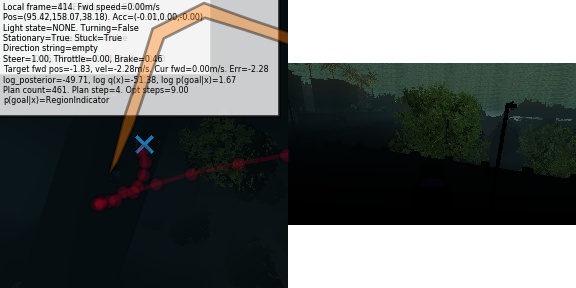 Local frame=414. Fwd speed=0.00m/s
Pos=(95.42,158.07,38.18). Acc=(-0.01,0.00,-0.00)
Light state=NONE. Turning=False
Stationary=True. Stuck=True
Direction string=empty
Steer=1.00, Throttle=0.00, Brake=0.46
Target fwd pos=-1.83, vel=-2.28m/s, Cur fwd=0.00m/s. Err=-2.28
log_posterior=-49.71, log q(x)=-51.38, log p(goal|x)=1.67
Plan count=461. Plan step=4. Opt steps=9.00
p(goal|x)=RegionIndicator